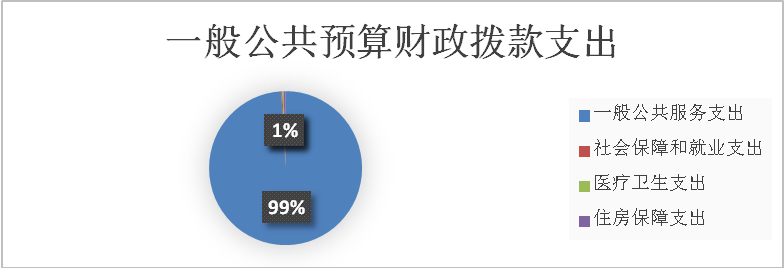 一般公共预算财政拨款支出
1%
99%
一般公共服务支出
社会保障和就业支出
医疗卫生支出
住房保障支出